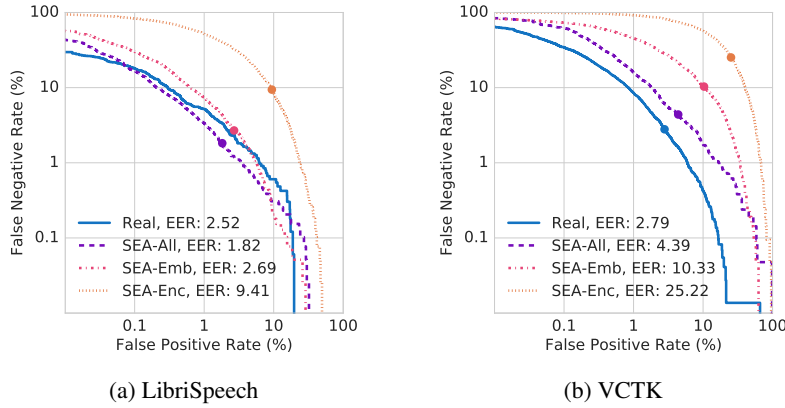 100
10
1
0.1
False Negative Rate (%)
Real, EER: 2.52
SEA-All, EER: 1.82
SEA-Emb, EER: 2.69
SEA-Enc, EER: 9.41
0.1 1 10 100
False Positive Rate (%)
(a) LibriSpeech
100
10
1
0.1
False Negative Rate (%)
Real, EER: 2.79
SEA-All, EER: 4.39
SEA-Emb, EER: 10.33
SEA-Enc, EER: 25.22
0.1 1 10 100
False Positive Rate (%)
(b) VCTK